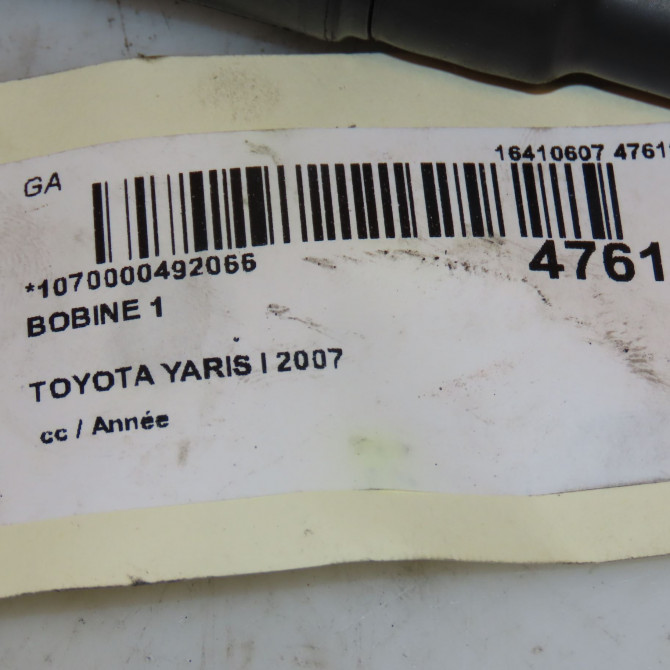 GA
16410607 4761
*1070000492066
4761
BOBINE 1
TOYOTA YARIS I 2007
cc / Année